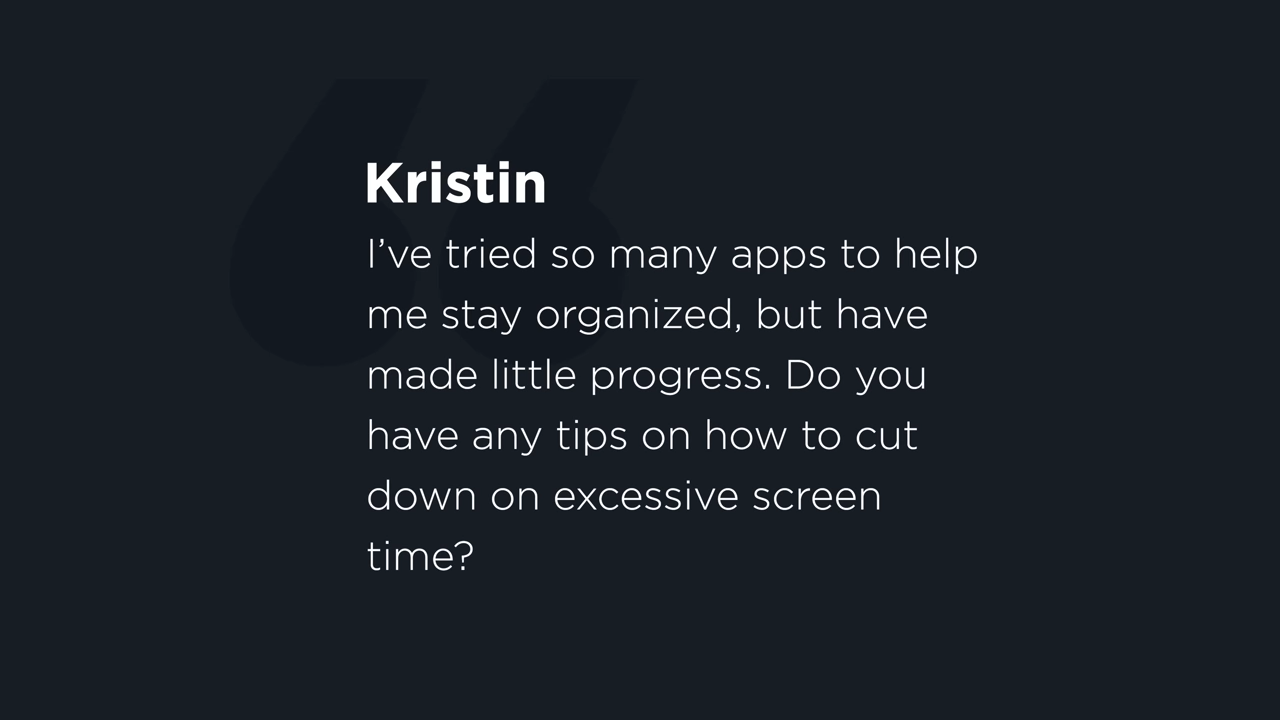 Kristin
I’ve tried so many apps to help
me stay organized, but have
made little progress. Do you
have any tips on how to cut
down on excessive screen
time?